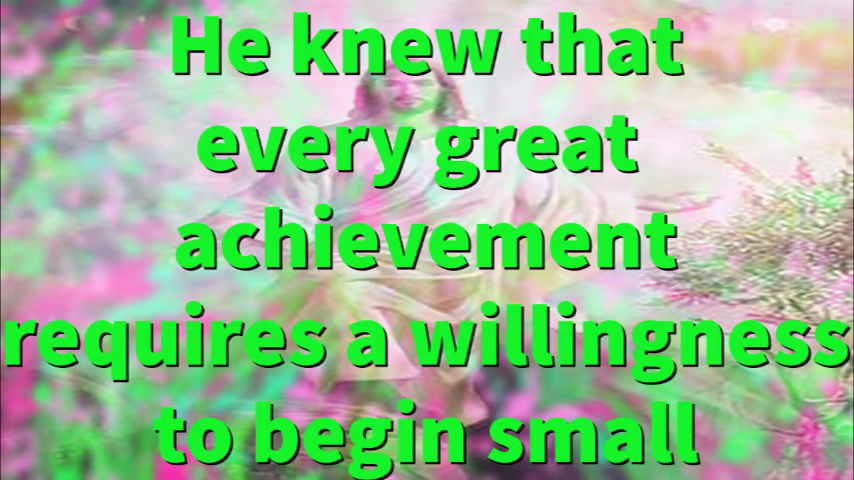 He knew that
every great
achievement
requires a willingness
to begin small